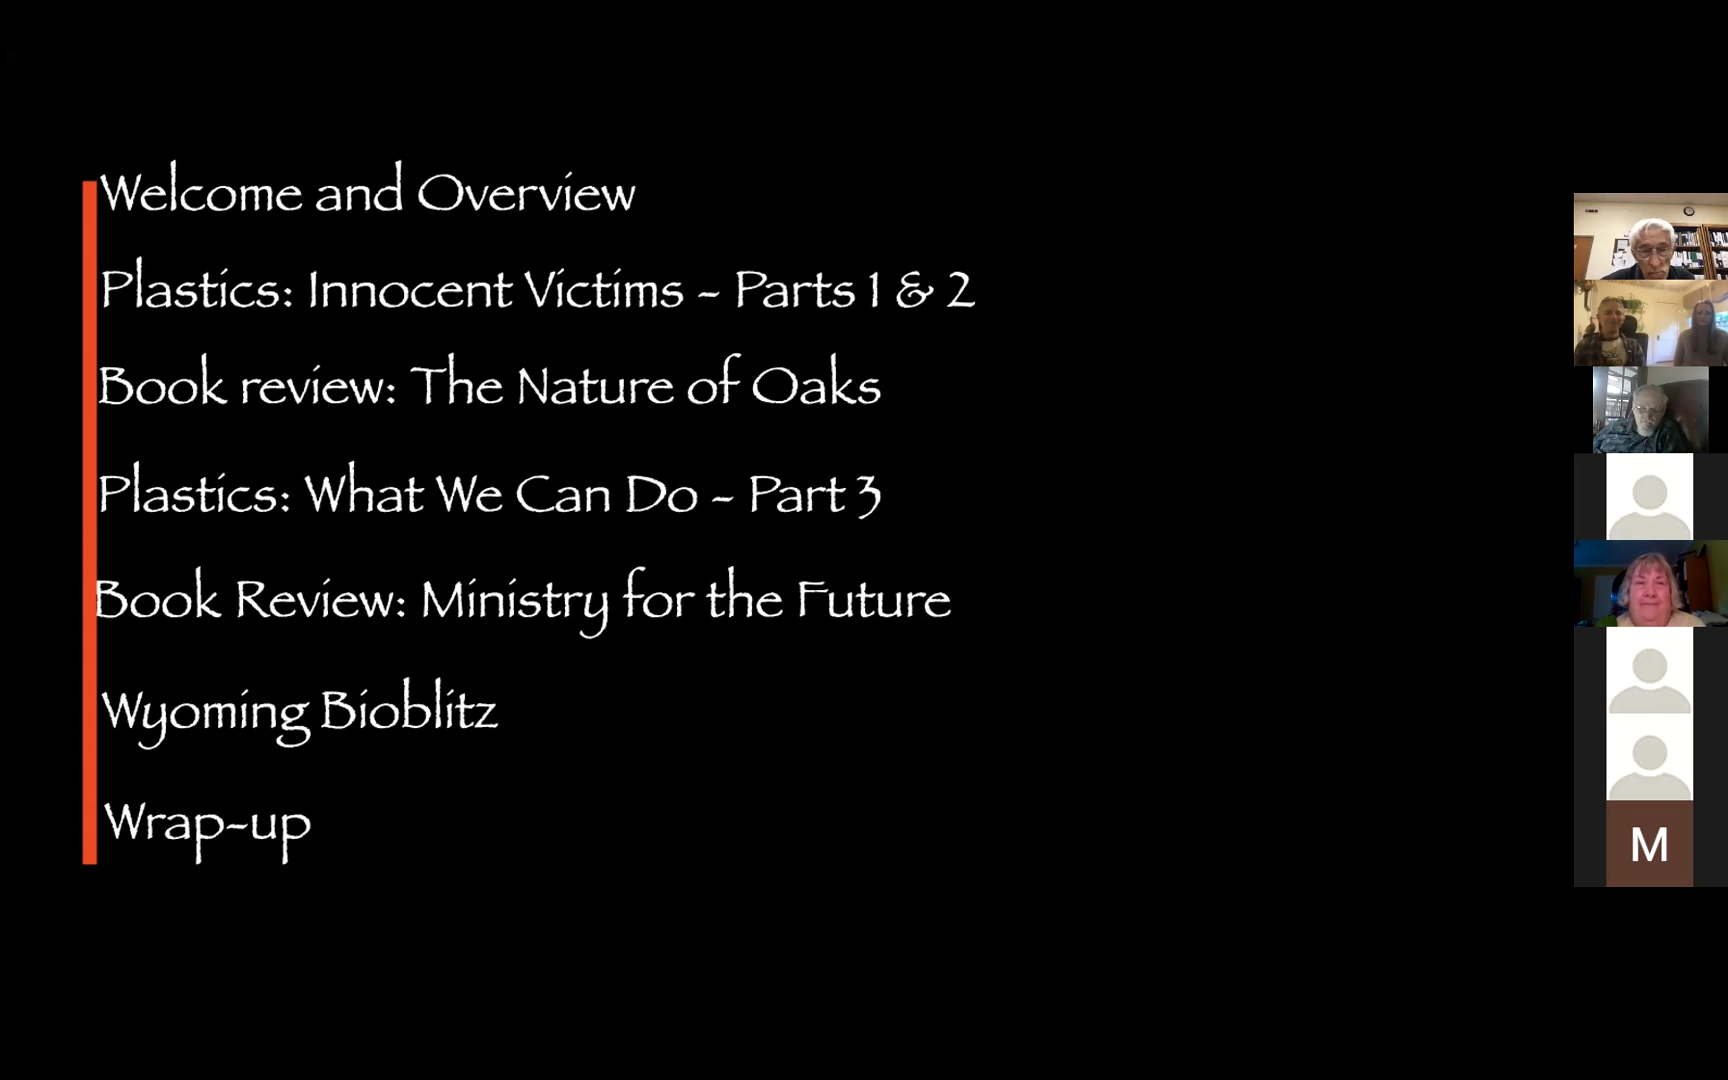 Welcome and Overview
Plastics: Innocent Victims - Parts 1 & 2
Book review: The Nature of Oaks
Plastics: What We Can Do - Part 3
Book Review: Ministry for the Future
Wyoming Bioblitz
Wrap-up
M